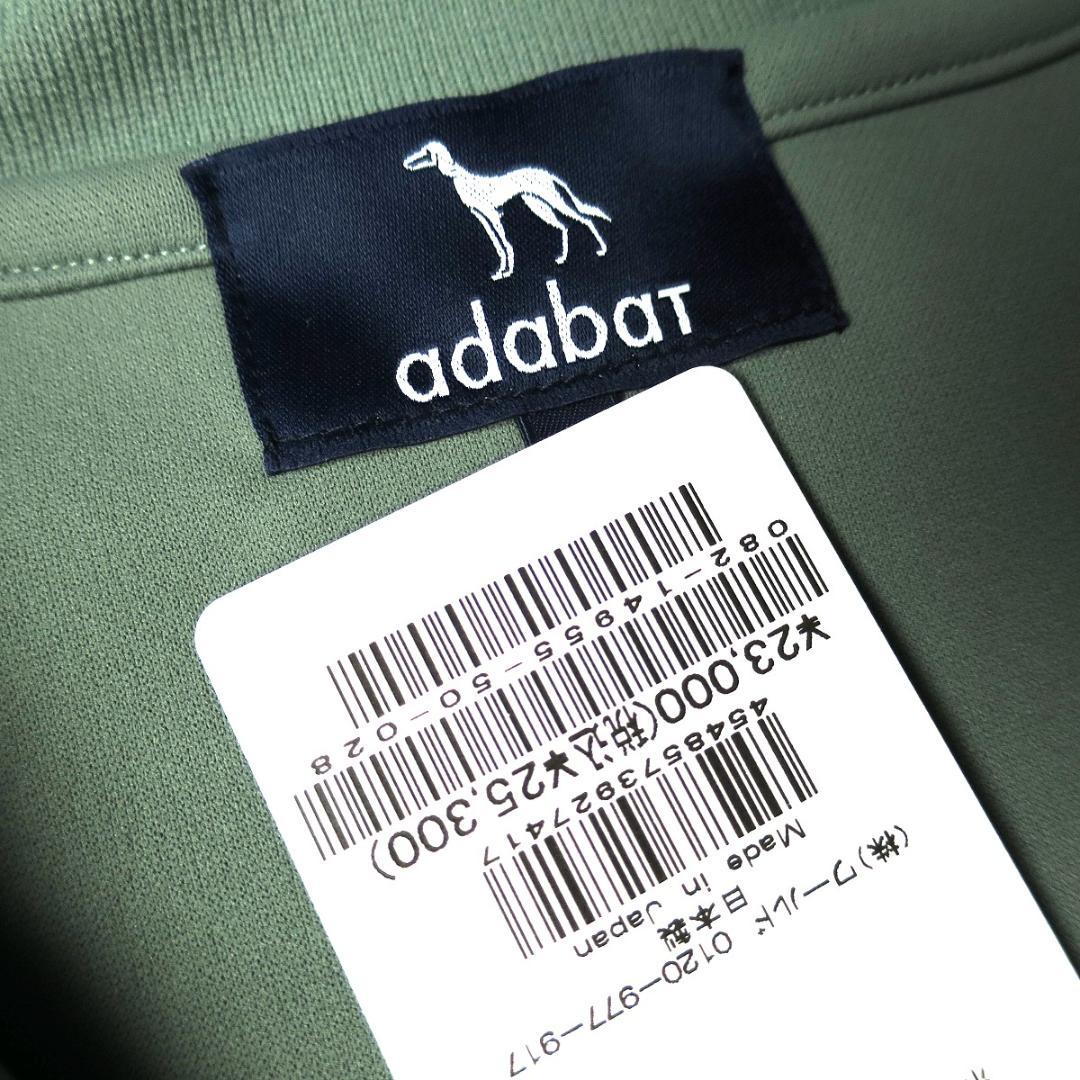 adabat
082-14955-50-028
¥23,000(税込¥25,300)
4548573927417
Made in Japan
日本製
(株)ワールド 0120-977-917